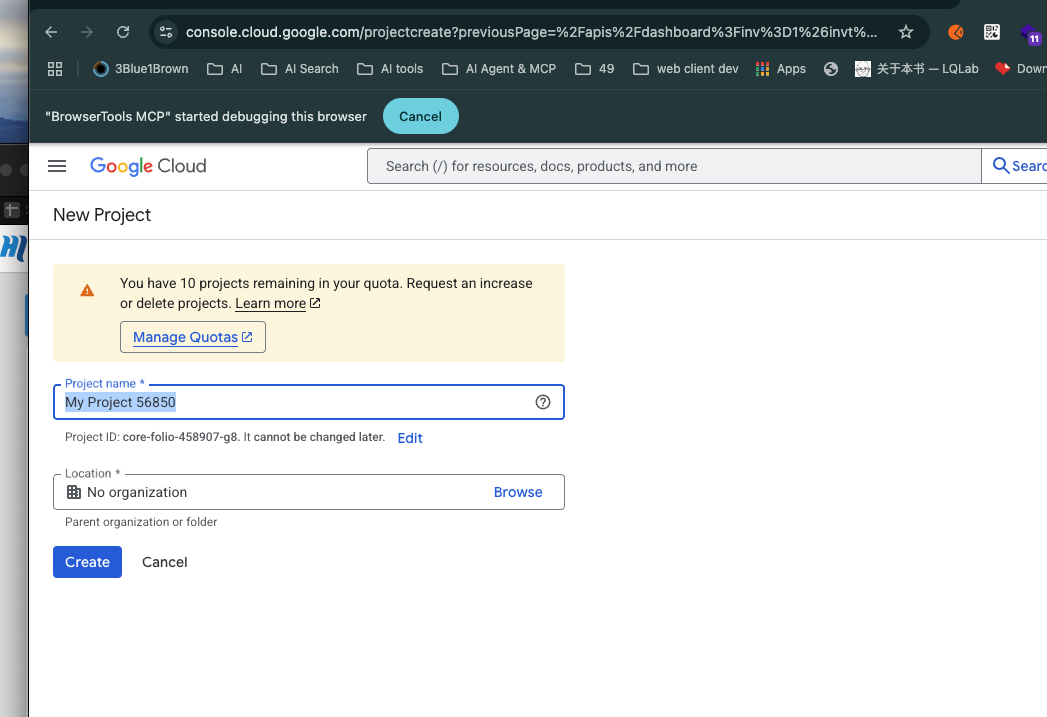 console.cloud.google.com/projectcreate?previousPage=%2Fapis%2Fdashboard%3Finv%3D1%26invt%...
11
3Blue1Brown AI AI Search AI tools AI Agent & MCP 49 web client dev Apps 关于本书 — LQLab Down
"BrowserTools MCP" started debugging this browser Cancel
Google Cloud
Search (/) for resources, docs, products, and more
Searc
New Project
You have 10 projects remaining in your quota. Request an increase
or delete projects. Learn more
Manage Quotas
Project name *
My Project 56850
Project ID: core-folio-458907-g8. It cannot be changed later. Edit
Location *
No organization Browse
Parent organization or folder
Create Cancel